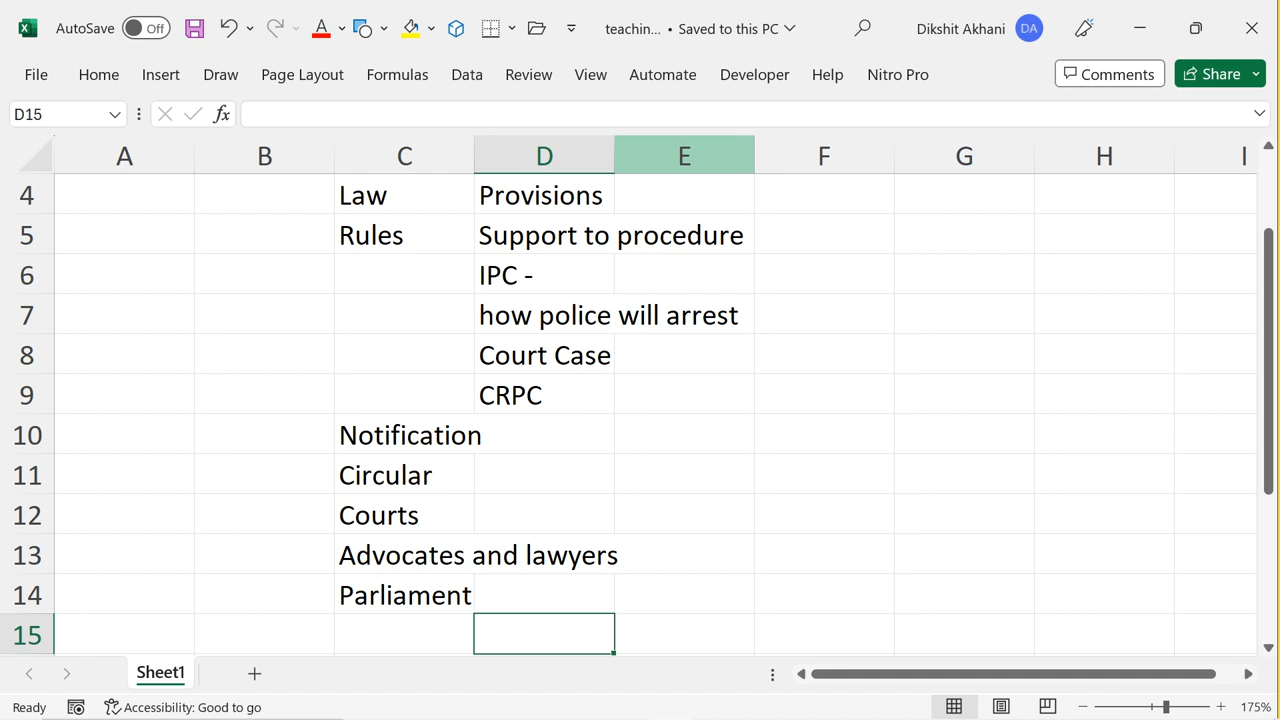 AutoSave Off teachin... • Saved to this PC Dikshit Akhani DA
File Home Insert Draw Page Layout Formulas Data Review View Automate Developer Help Nitro Pro Comments Share
D15 fx
A B C D E F G H I
4 Law Provisions
5 Rules Support to procedure
6 IPC -
7 how police will arrest
8 Court Case
9 CRPC
10 Notification
11 Circular
12 Courts
13 Advocates and lawyers
14 Parliament
15
Sheet1
Ready Accessibility: Good to go 175%